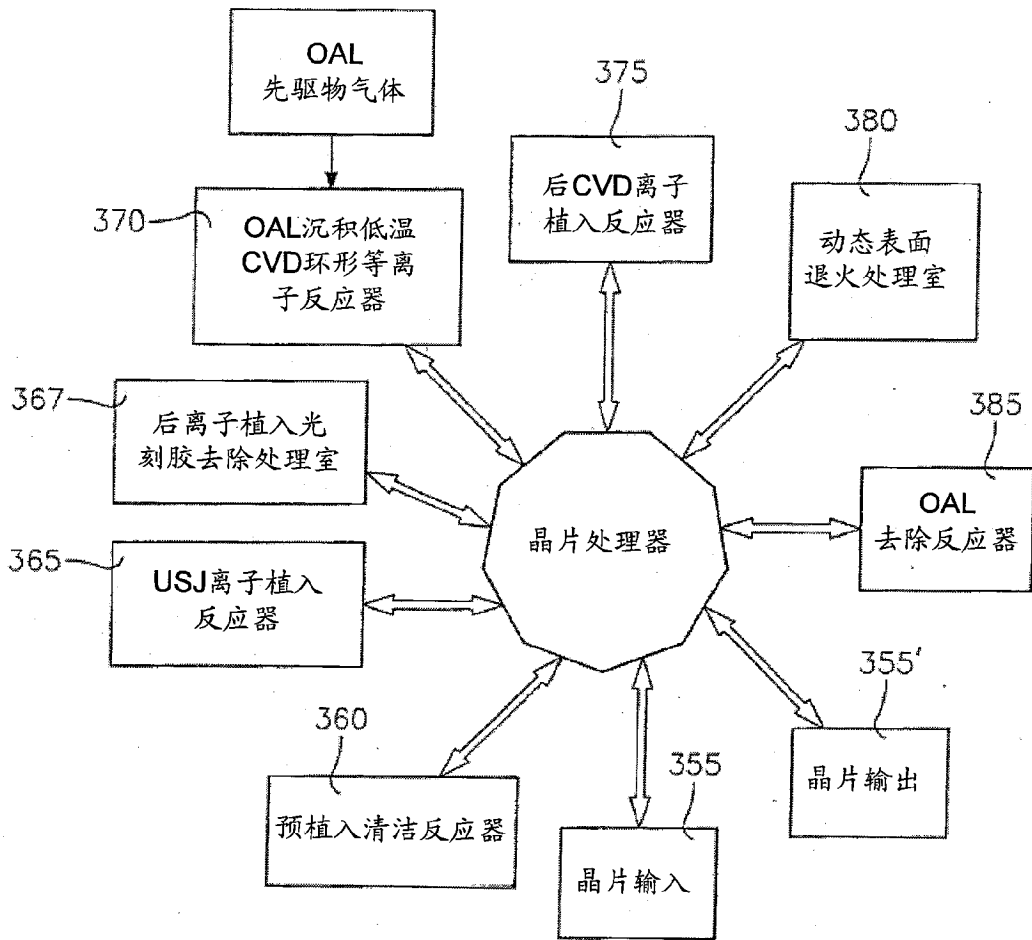 OAL
先驱物气体
375
380
后CVD离子
植入反应器
370
OAL沉积低温
CVD环形等离
子反应器
动态表面
退火处理室
367
后离子植入光
刻胶去除处理室
385
OAL
去除反应器
晶片处理器
365
USJ离子植入
反应器
355'
晶片输出
360
预植入清洁反应器
355
晶片输入